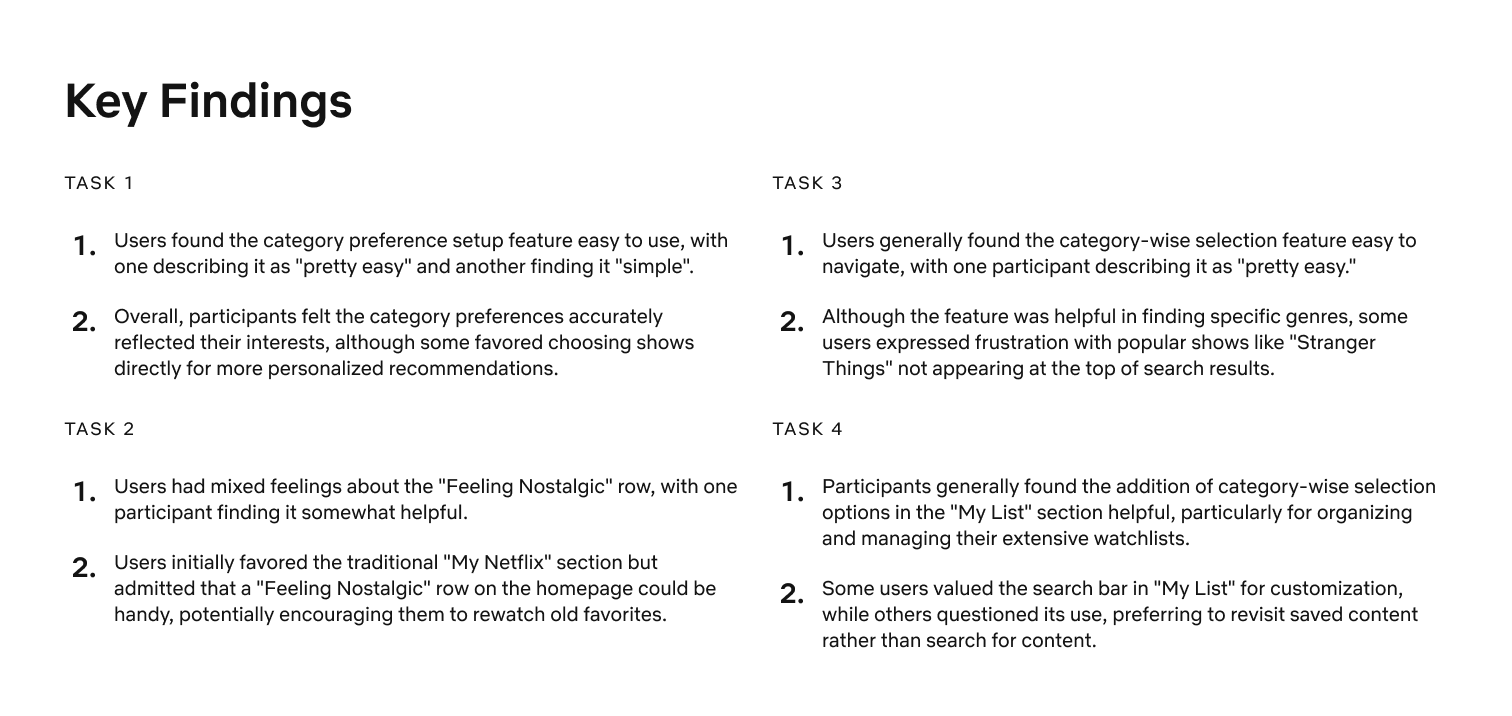 Key Findings
TASK 1
1. Users found the category preference setup feature easy to use, with
one describing it as "pretty easy" and another finding it "simple".
2. Overall, participants felt the category preferences accurately
reflected their interests, although some favored choosing shows
directly for more personalized recommendations.
TASK 2
1. Users had mixed feelings about the "Feeling Nostalgic" row, with one
participant finding it somewhat helpful.
2. Users initially favored the traditional "My Netflix" section but
admitted that a "Feeling Nostalgic" row on the homepage could be
handy, potentially encouraging them to rewatch old favorites.
TASK 3
1. Users generally found the category-wise selection feature easy to
navigate, with one participant describing it as "pretty easy."
2. Although the feature was helpful in finding specific genres, some
users expressed frustration with popular shows like "Stranger
Things" not appearing at the top of search results.
TASK 4
1. Participants generally found the addition of category-wise selection
options in the "My List" section helpful, particularly for organizing
and managing their extensive watchlists.
2. Some users valued the search bar in "My List" for customization,
while others questioned its use, preferring to revisit saved content
rather than search for content.